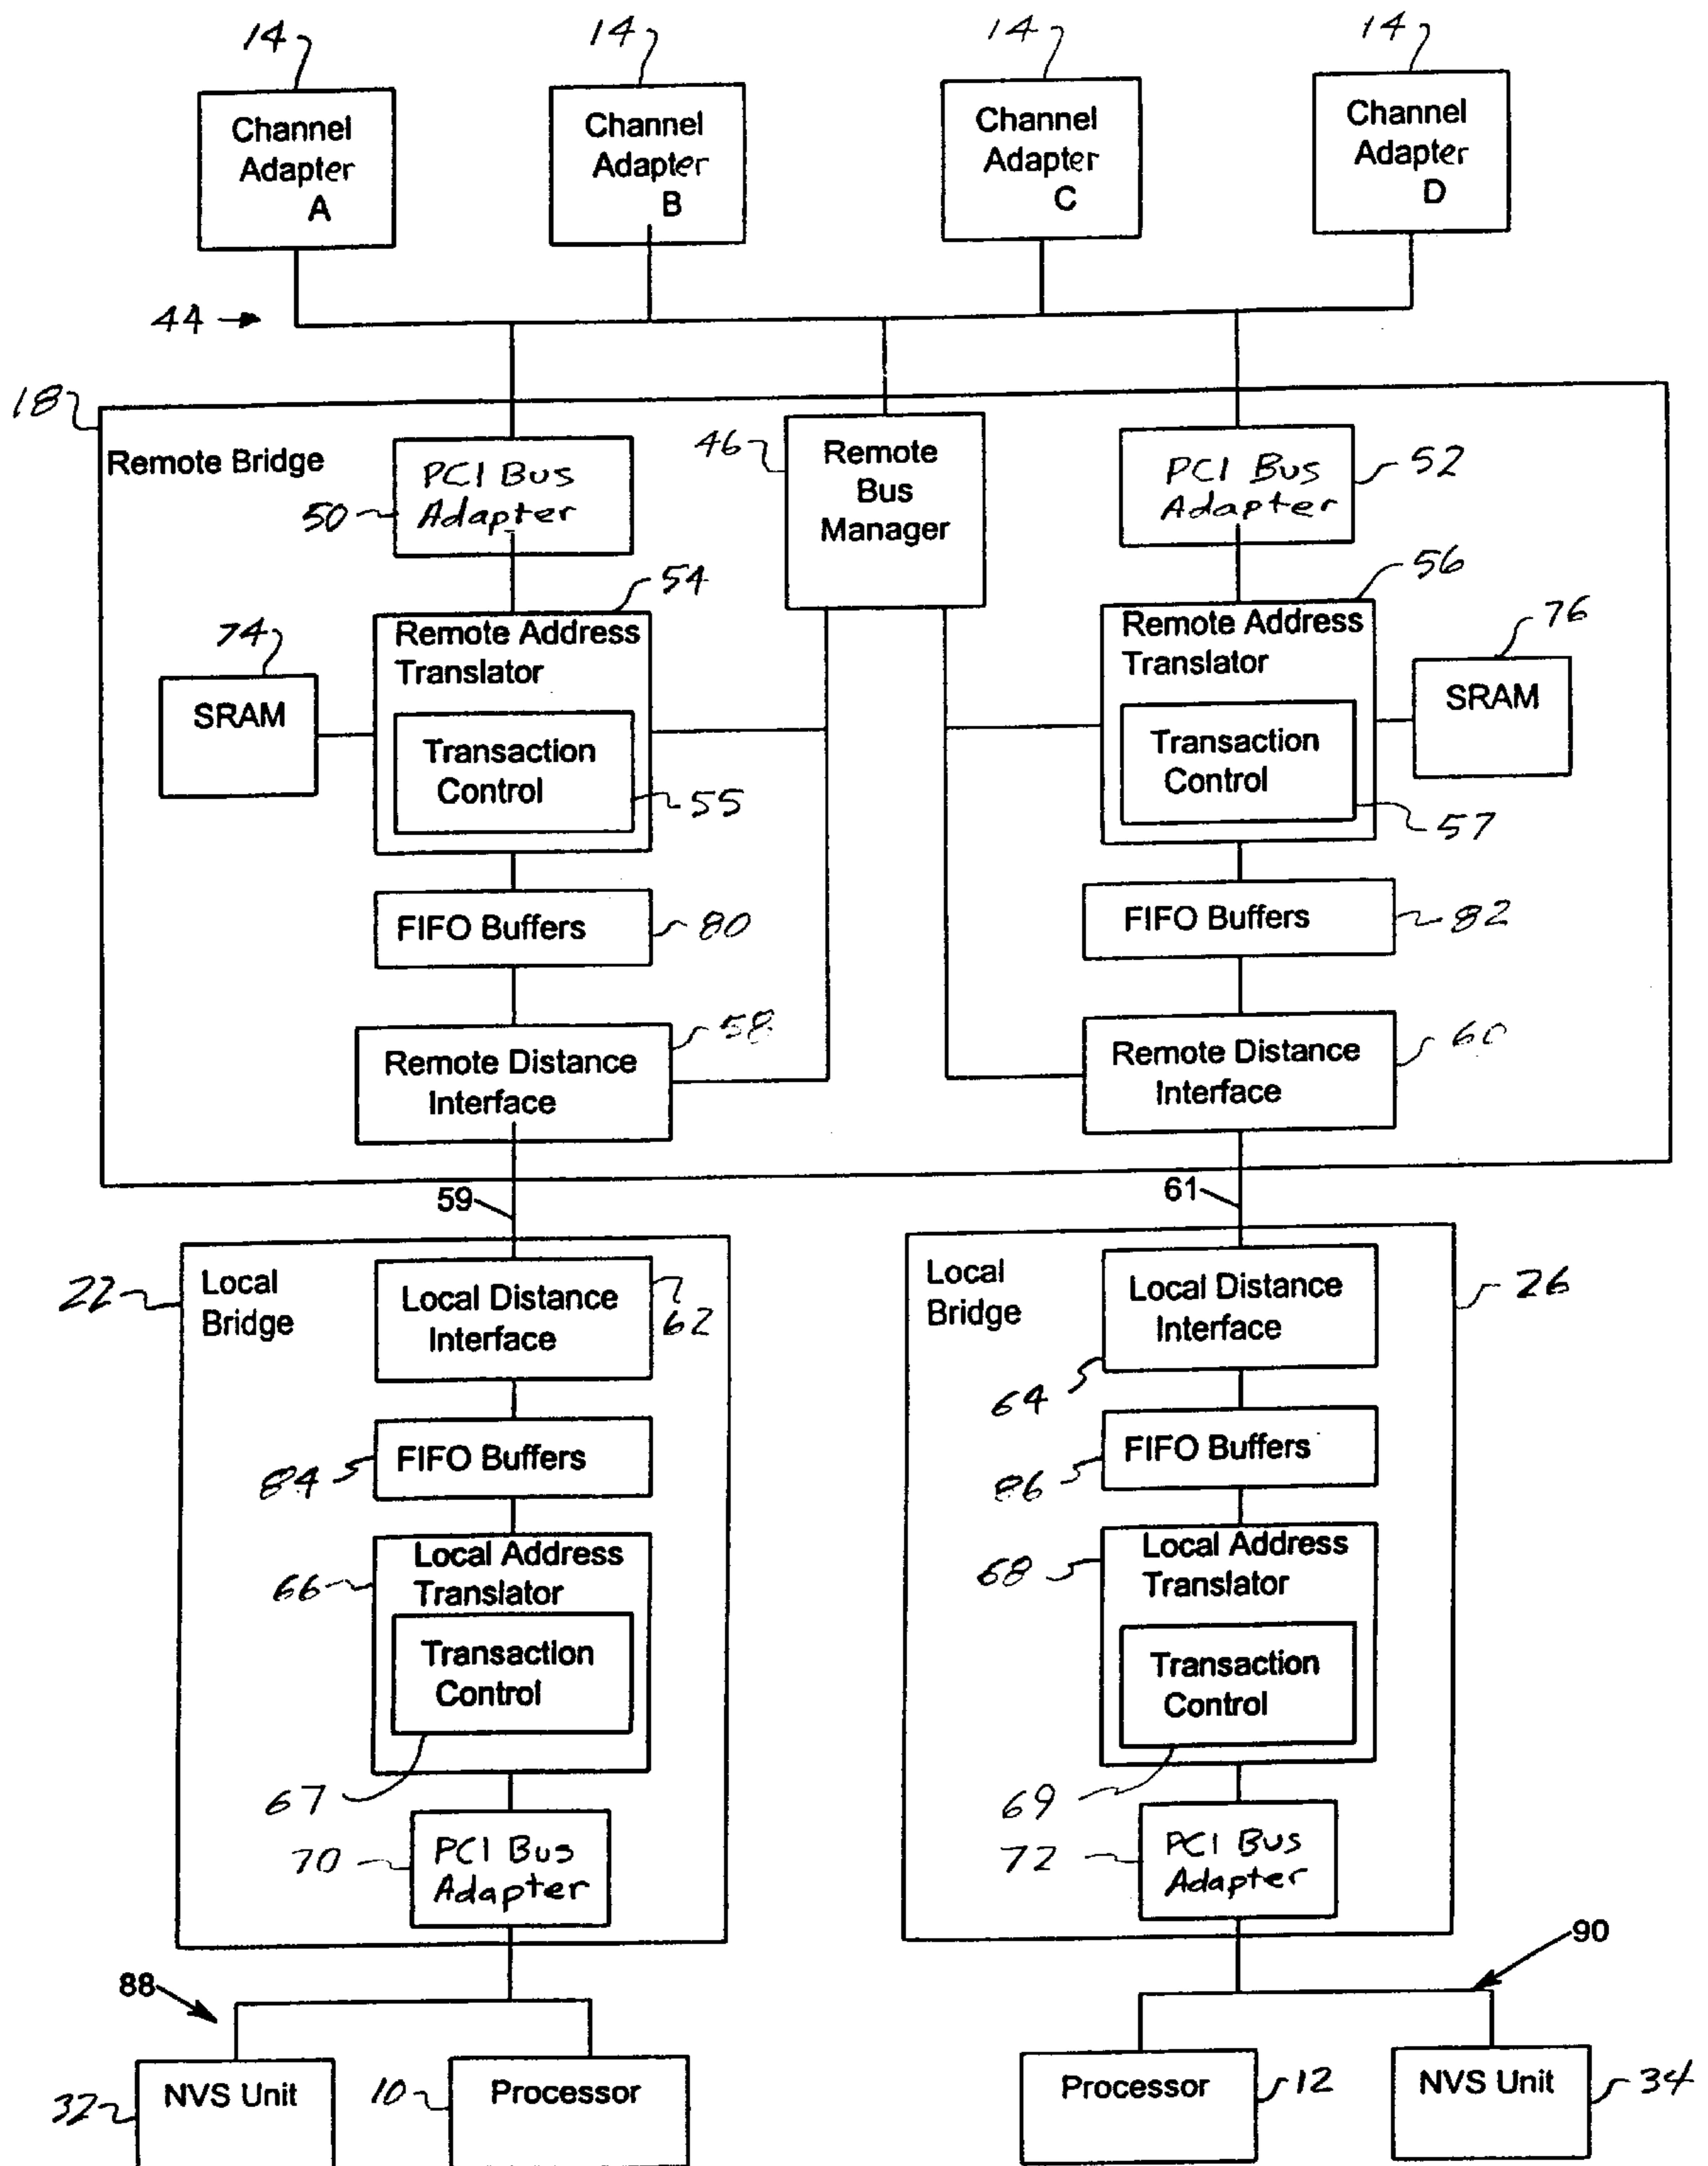 14
14
14
14
Channel
Adapter
A
Channel
Adapter
B
Channel
Adapter
C
Channel
Adapter
D
44
18
Remote Bridge
PCI Bus
Adapter
50
46
Remote
Bus
Manager
PCI Bus
Adapter
52
54
56
74
SRAM
Remote Address
Translator
Transaction
Control
55
Remote Address
Translator
Transaction
Control
57
76
SRAM
FIFO Buffers
80
FIFO Buffers
82
58
Remote Distance
Interface
Remote Distance
Interface
60
59
61
22
Local
Bridge
Local Distance
Interface
62
Local
Bridge
Local Distance
Interface
26
64
84
FIFO Buffers
86
FIFO Buffers
66
Local Address
Translator
Transaction
Control
67
68
Local Address
Translator
Transaction
Control
69
70
PCI Bus
Adapter
72
PCI Bus
Adapter
88
90
32
NVS Unit
10
Processor
Processor
12
NVS Unit
34